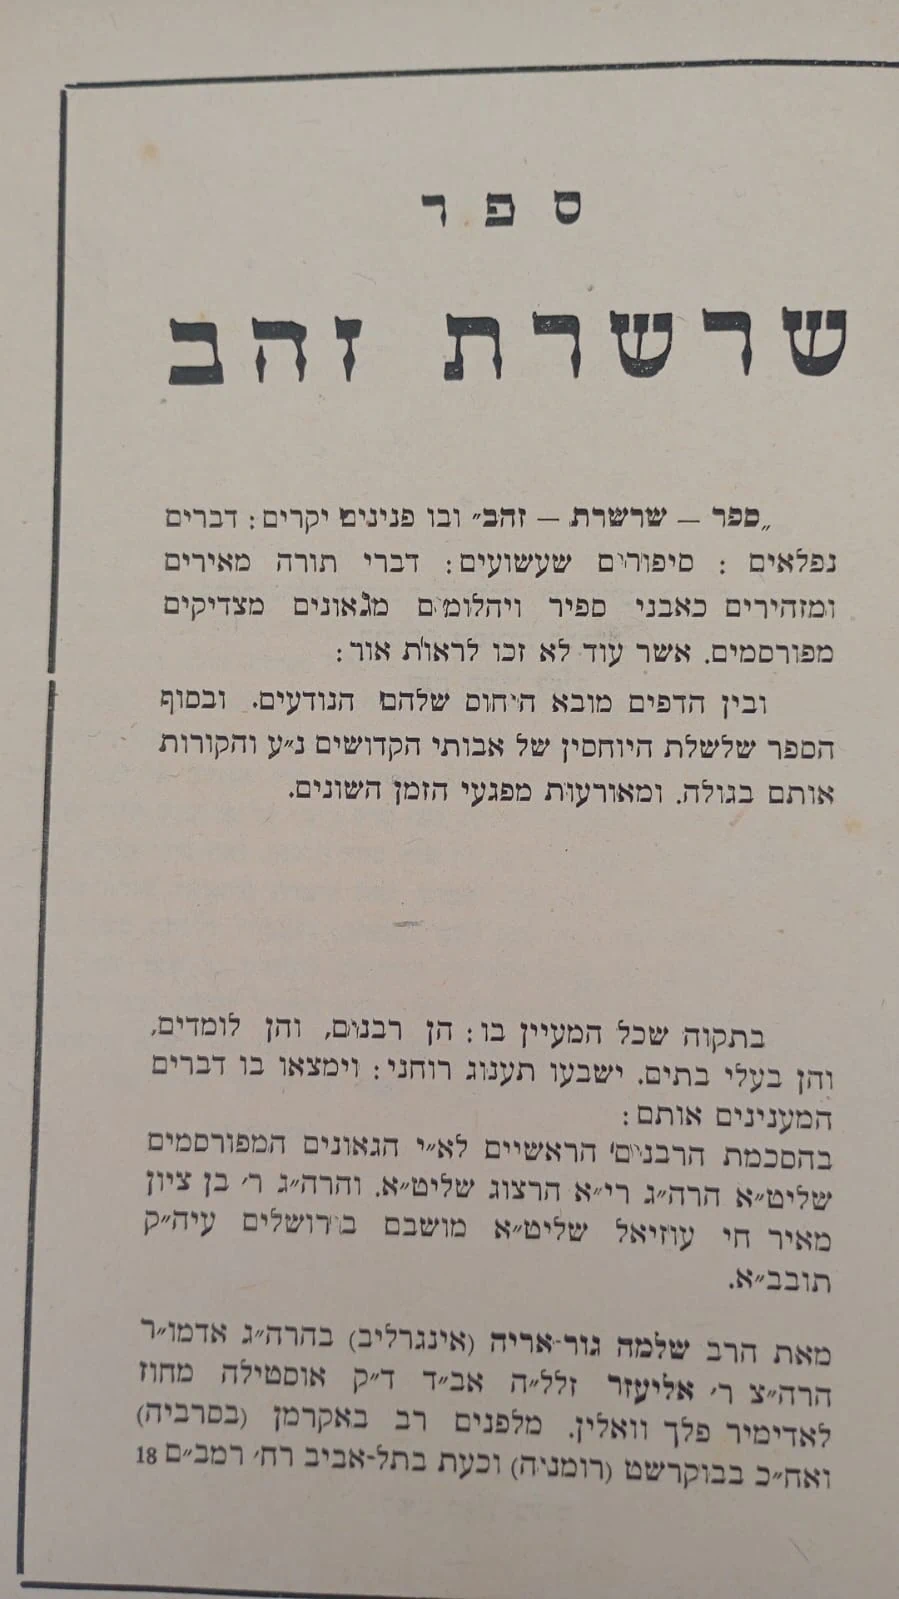 ספר
שרשרת זהב
„ספר — שרשרת — זהב״ ובו פנינים יקרים: דברים
נפלאים : סיפורים שעשועים: דברי תורה מאירים
ומזהירים כאבני ספיר ויהלומים מגאונים מצדיקים
מפורסמים. אשר עוד לא זכו לראות אור:
ובין הדפים מובא היחוס שלהם הנודעים. ובסוף
הספר שלשלת היוחסין של אבותי הקדושים נ״ע והקורות
אותם בגולה. ומאורעות מפגעי הזמן השונים.
בתקוה שכל המעיין בו: הן רבנים, והן לומדים,
והן בעלי בתים. ישבעו תענוג רוחני: וימצאו בו דברים
המענינים אותם:
בהסכמת הרבנים הראשיים לא״י הגאונים המפורסמים
שליט״א הרה״ג רי״א הרצוג שליט״א. והרה״ג ר׳ בן ציון
מאיר חי עוזיאל שליט״א מושבם בירושלים עיה״ק
תובב״א.
מאת הרב שלמה גור־אריה (אינגרליב) בהרה״ג אדמו״ר
הרה״צ ר׳ אליעזר זלל״ה אב״ד ד״ק אוסטילה מחוז
לאדימיר פלך וואלין. מלפנים רב באקרמן (בסרביה)
ואח״כ בבוקרשט (רומניה) וכעת בתל־אביב רח׳ רמב״ם 18